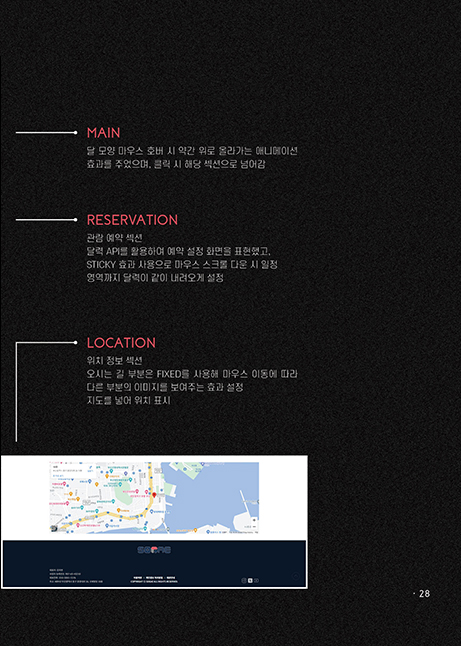 MAIN
달 모양 마우스 호버 시 약간 위로 올라가는 애니메이션
효과를 주었으며, 클릭 시 해당 섹션으로 넘어감
RESERVATION
관람 예약 섹션
달력 API를 활용하여 예약 설정 화면을 표현했고,
STICKY 효과 사용으로 마우스 스크롤 다운 시 일정
영역까지 달력이 같이 내려오게 설정
LOCATION
위치 정보 섹션
오시는 길 부분은 FIXED를 사용해 마우스 이동에 따라
다른 부분의 이미지를 보여주는 효과 설정
지도를 넣어 위치 표시
· 28